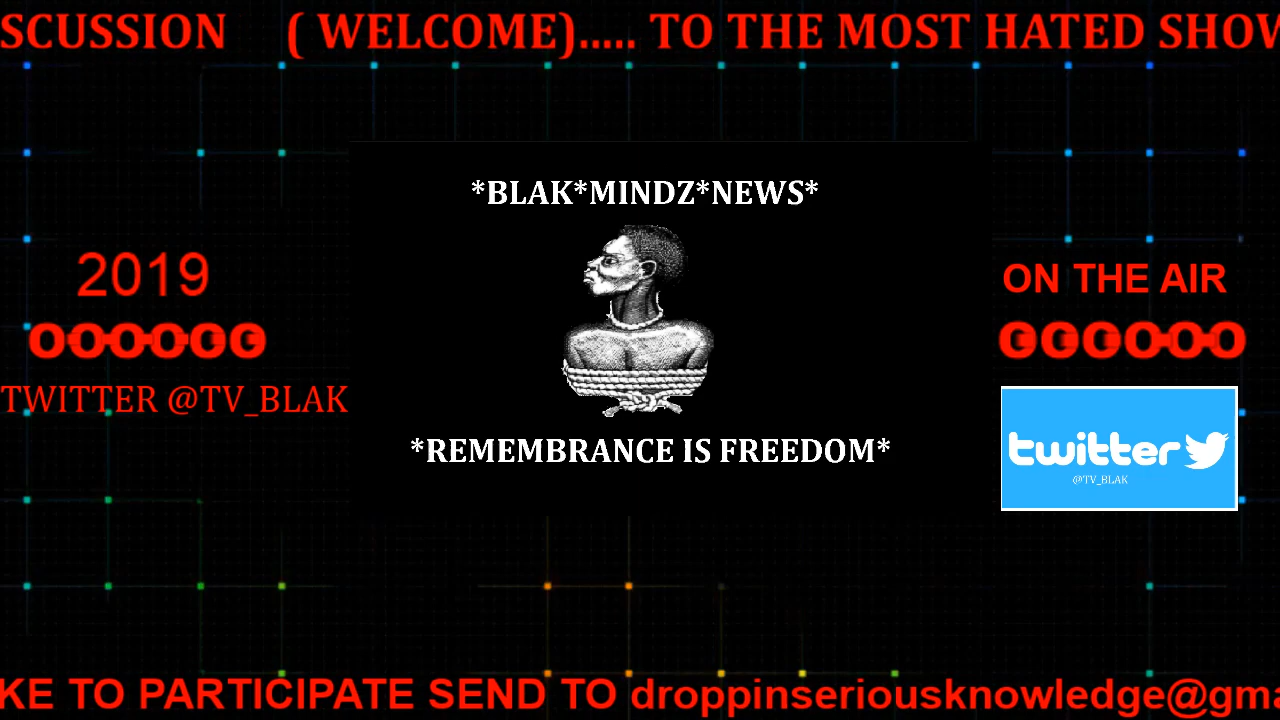 SCUSSION ( WELCOME)..... TO THE MOST HATED SHOW
*BLAK*MINDZ*NEWS*
2019
TWITTER @TV_BLAK
*REMEMBRANCE IS FREEDOM*
ON THE AIR
twitter
@TV_BLAK
KE TO PARTICIPATE SEND TO droppinseriousknowledge@gma